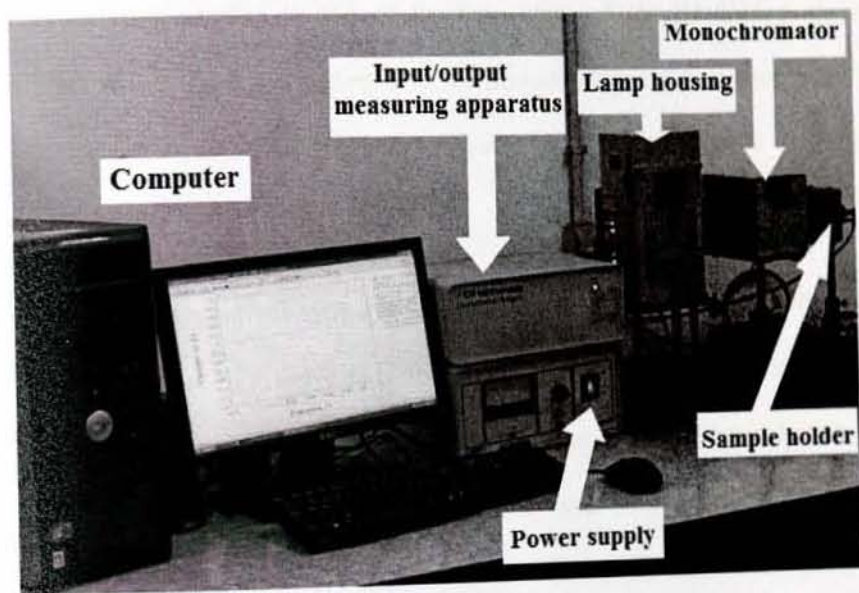 Monochromator
Input/output
measuring apparatus
Lamp housing
Computer
Sample holder
Power supply